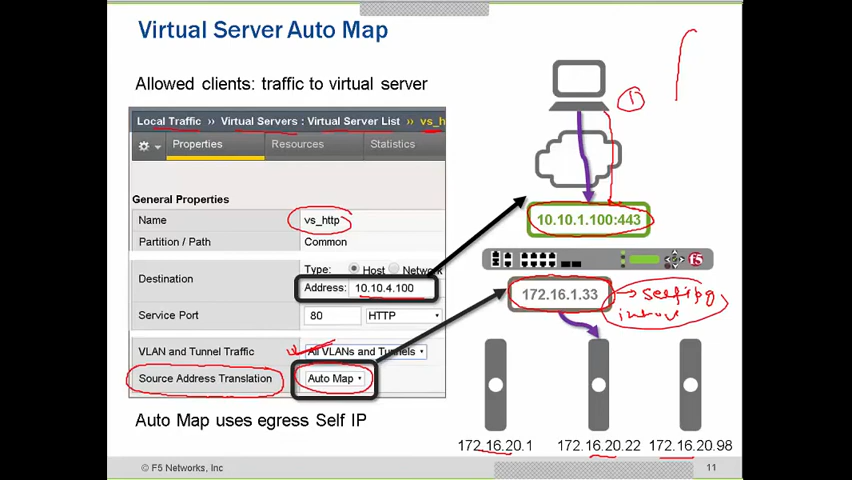 Virtual Server Auto Map
Allowed clients: traffic to virtual server
Local Traffic ›› Virtual Servers : Virtual Server List ›› vs_h
Properties Resources Statistics
General Properties
Name vs_http
Partition / Path Common
Destination
Type: Host Network
Address: 10.10.4.100
Service Port 80 HTTP
VLAN and Tunnel Traffic All VLANs and Tunnels
Source Address Translation Auto Map
Auto Map uses egress Self IP
1
10.10.1.100:443
f5
172.16.1.33
172.16.20.1 172.16.20.22 172.16.20.98
© F5 Networks, Inc
11